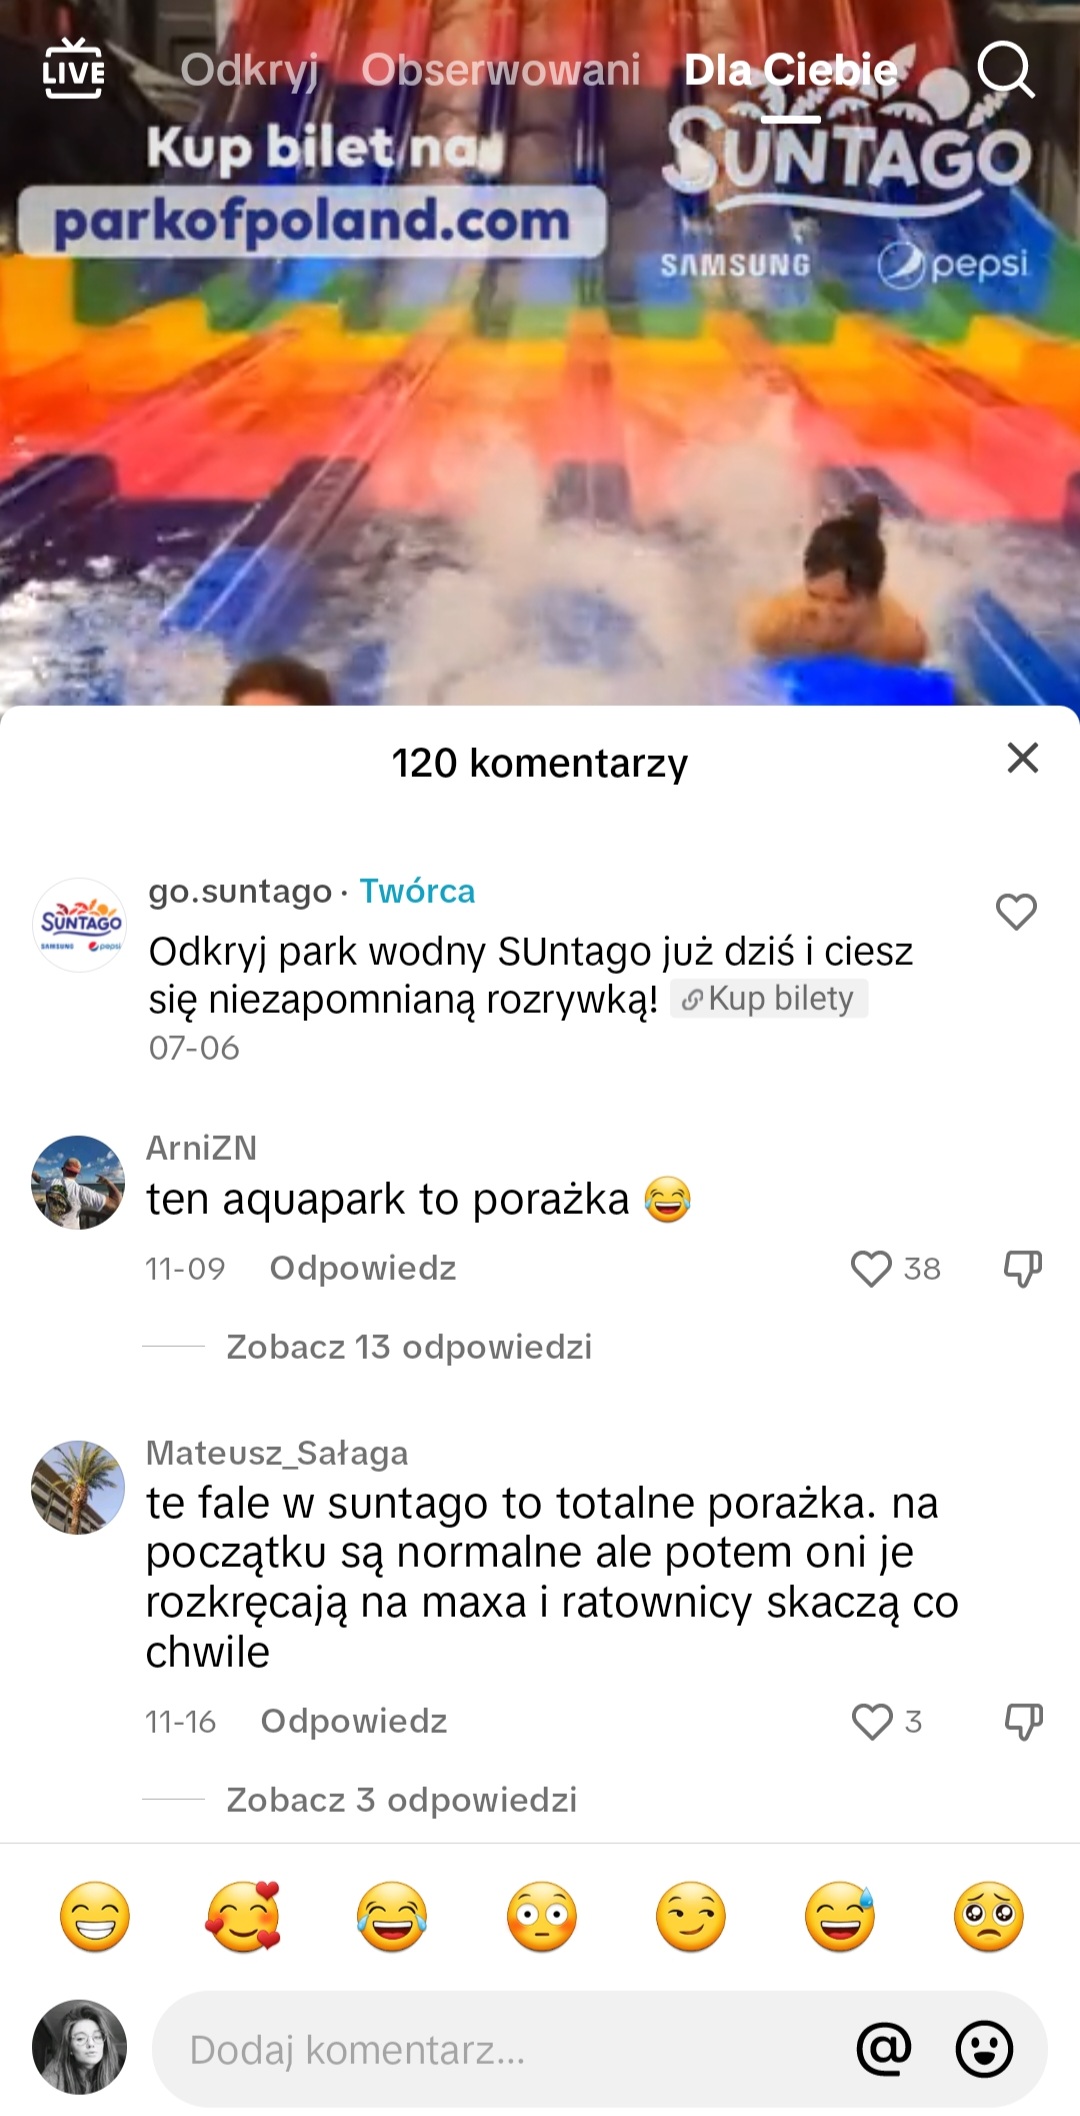 LIVE
Odkryj Obserwowani Dla Ciebie
Kup bilet na
parkofpoland.com
SUNTAGO
SAMSUNG pepsi
120 komentarzy
SUNTAGO
SAMSUNG pepsi
go.suntago · Twórca
Odkryj park wodny SUntago już dziś i ciesz
się niezapomnianą rozrywką! Kup bilety
07-06
ArniZN
ten aquapark to porażka 😂
11-09 Odpowiedz 38
Zobacz 13 odpowiedzi
Mateusz_Sałaga
te fale w suntago to totalne porażka. na
początku są normalne ale potem oni je
rozkręcają na maxa i ratownicy skaczą co
chwile
11-16 Odpowiedz 3
Zobacz 3 odpowiedzi
😁 🥰 😂 😳 😏 😅 🥺
Dodaj komentarz... @